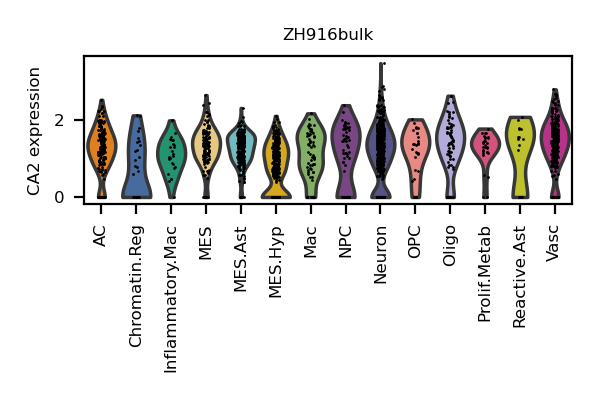 ZH916bulk
CA2 expression
2
0
AC
Chromatin.Reg
Inflammatory.Mac
MES
MES.Ast
MES.Hyp
Mac
NPC
Neuron
OPC
Oligo
Prolif.Metab
Reactive.Ast
Vasc